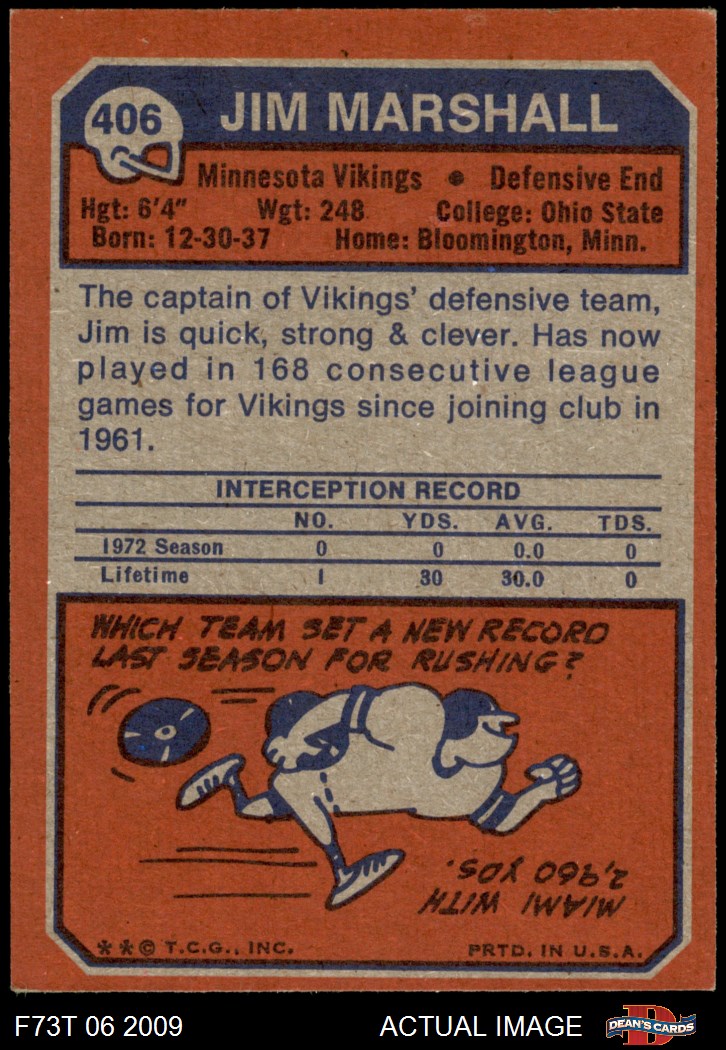 406
JIM MARSHALL
Minnesota Vikings • Defensive End
Hgt: 6'4" Wgt: 248 College: Ohio State
Born: 12-30-37 Home: Bloomington, Minn.
The captain of Vikings' defensive team,
Jim is quick, strong & clever. Has now
played in 168 consecutive league
games for Vikings since joining club in
1961.
INTERCEPTION RECORD
NO. YDS. AVG. TDS.
1972 Season 0 0 0.0 0
Lifetime 1 30 30.0 0
WHICH TEAM SET A NEW RECORD
LAST SEASON FOR RUSHING?
MIAMI WITH
2,960 YDS.
**© T.C.G., INC. PRTD. IN U.S.A.
F73T 06 2009 ACTUAL IMAGE D DEAN'S CARDS